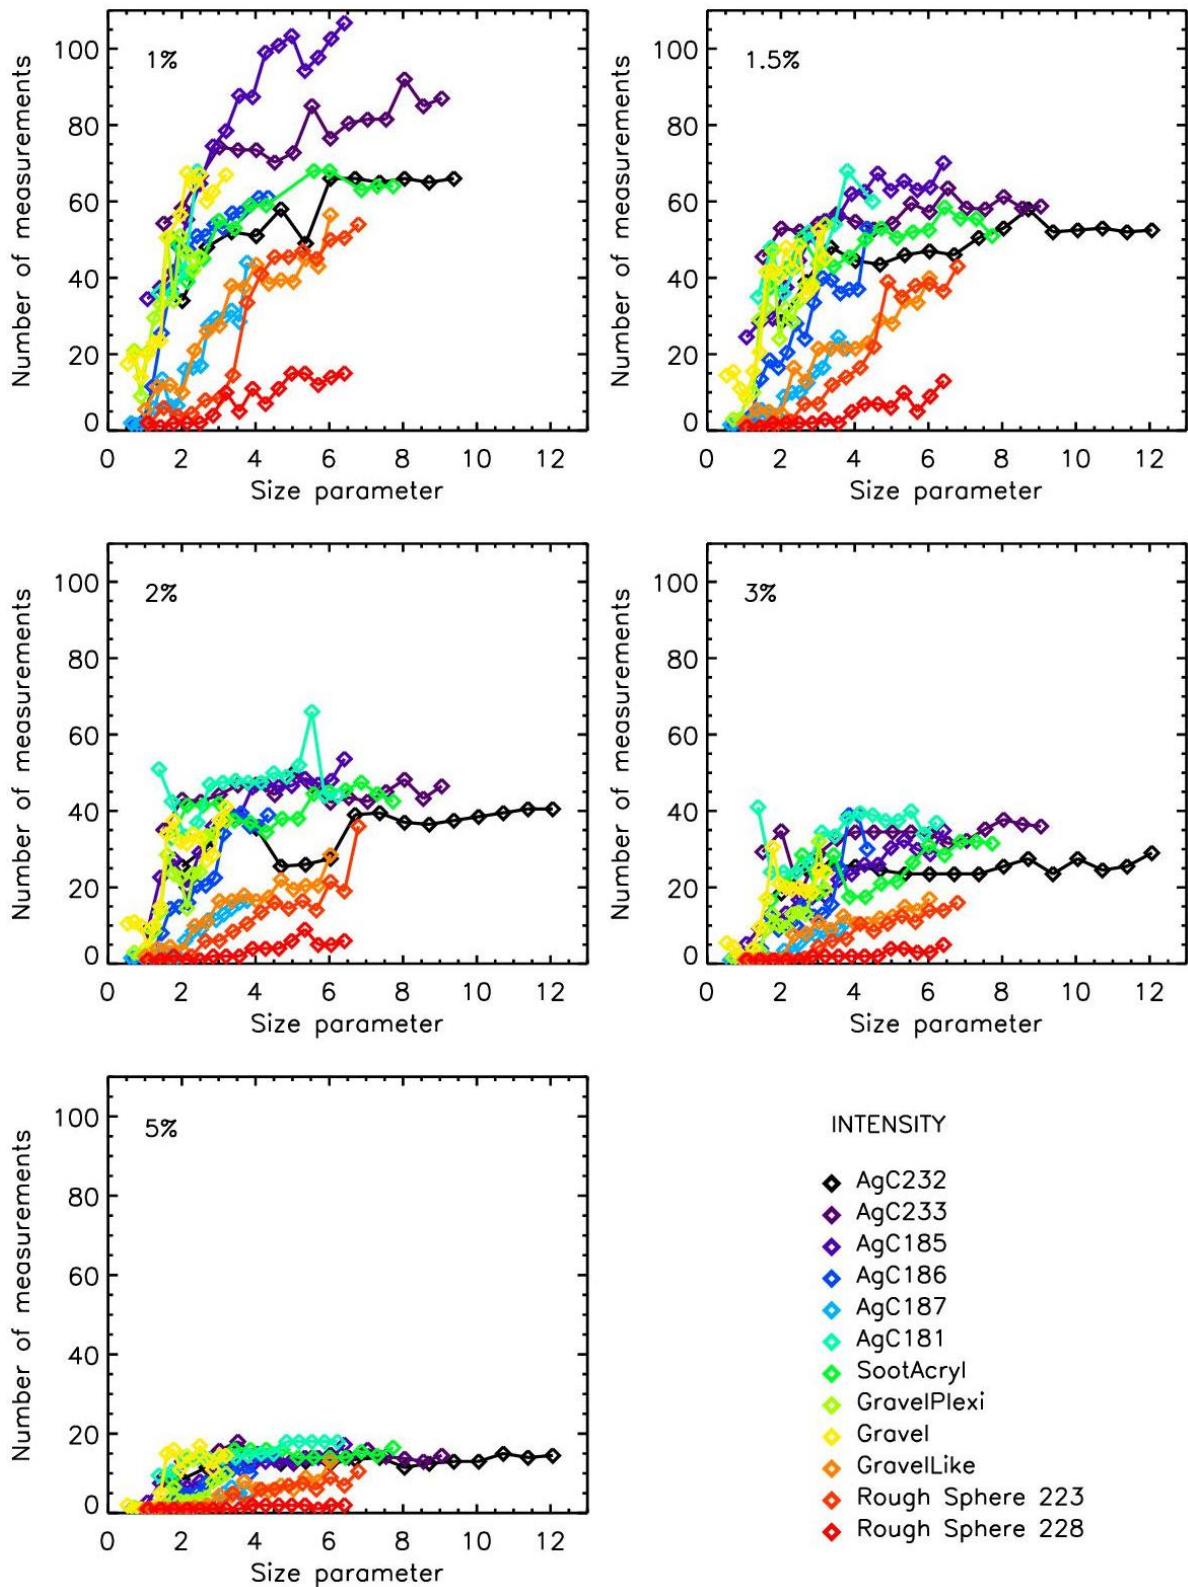 1%
Number of measurements
100
80
60
40
20
0
0 2 4 6 8 10 12
Size parameter
1.5%
Number of measurements
100
80
60
40
20
0
0 2 4 6 8 10 12
Size parameter
2%
Number of measurements
100
80
60
40
20
0
0 2 4 6 8 10 12
Size parameter
3%
Number of measurements
100
80
60
40
20
0
0 2 4 6 8 10 12
Size parameter
5%
Number of measurements
100
80
60
40
20
0
0 2 4 6 8 10 12
Size parameter
INTENSITY
AgC232
AgC233
AgC185
AgC186
AgC187
AgC181
SootAcryl
GravelPlexi
Gravel
GravelLike
Rough Sphere 223
Rough Sphere 228